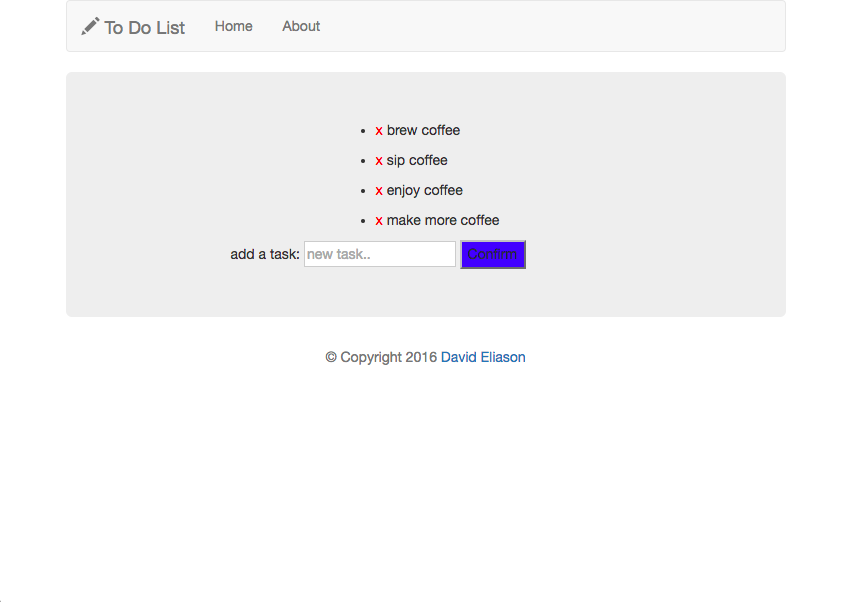 To Do List Home About
x brew coffee
x sip coffee
x enjoy coffee
x make more coffee
add a task: new task.. Confirm
© Copyright 2016 David Eliason